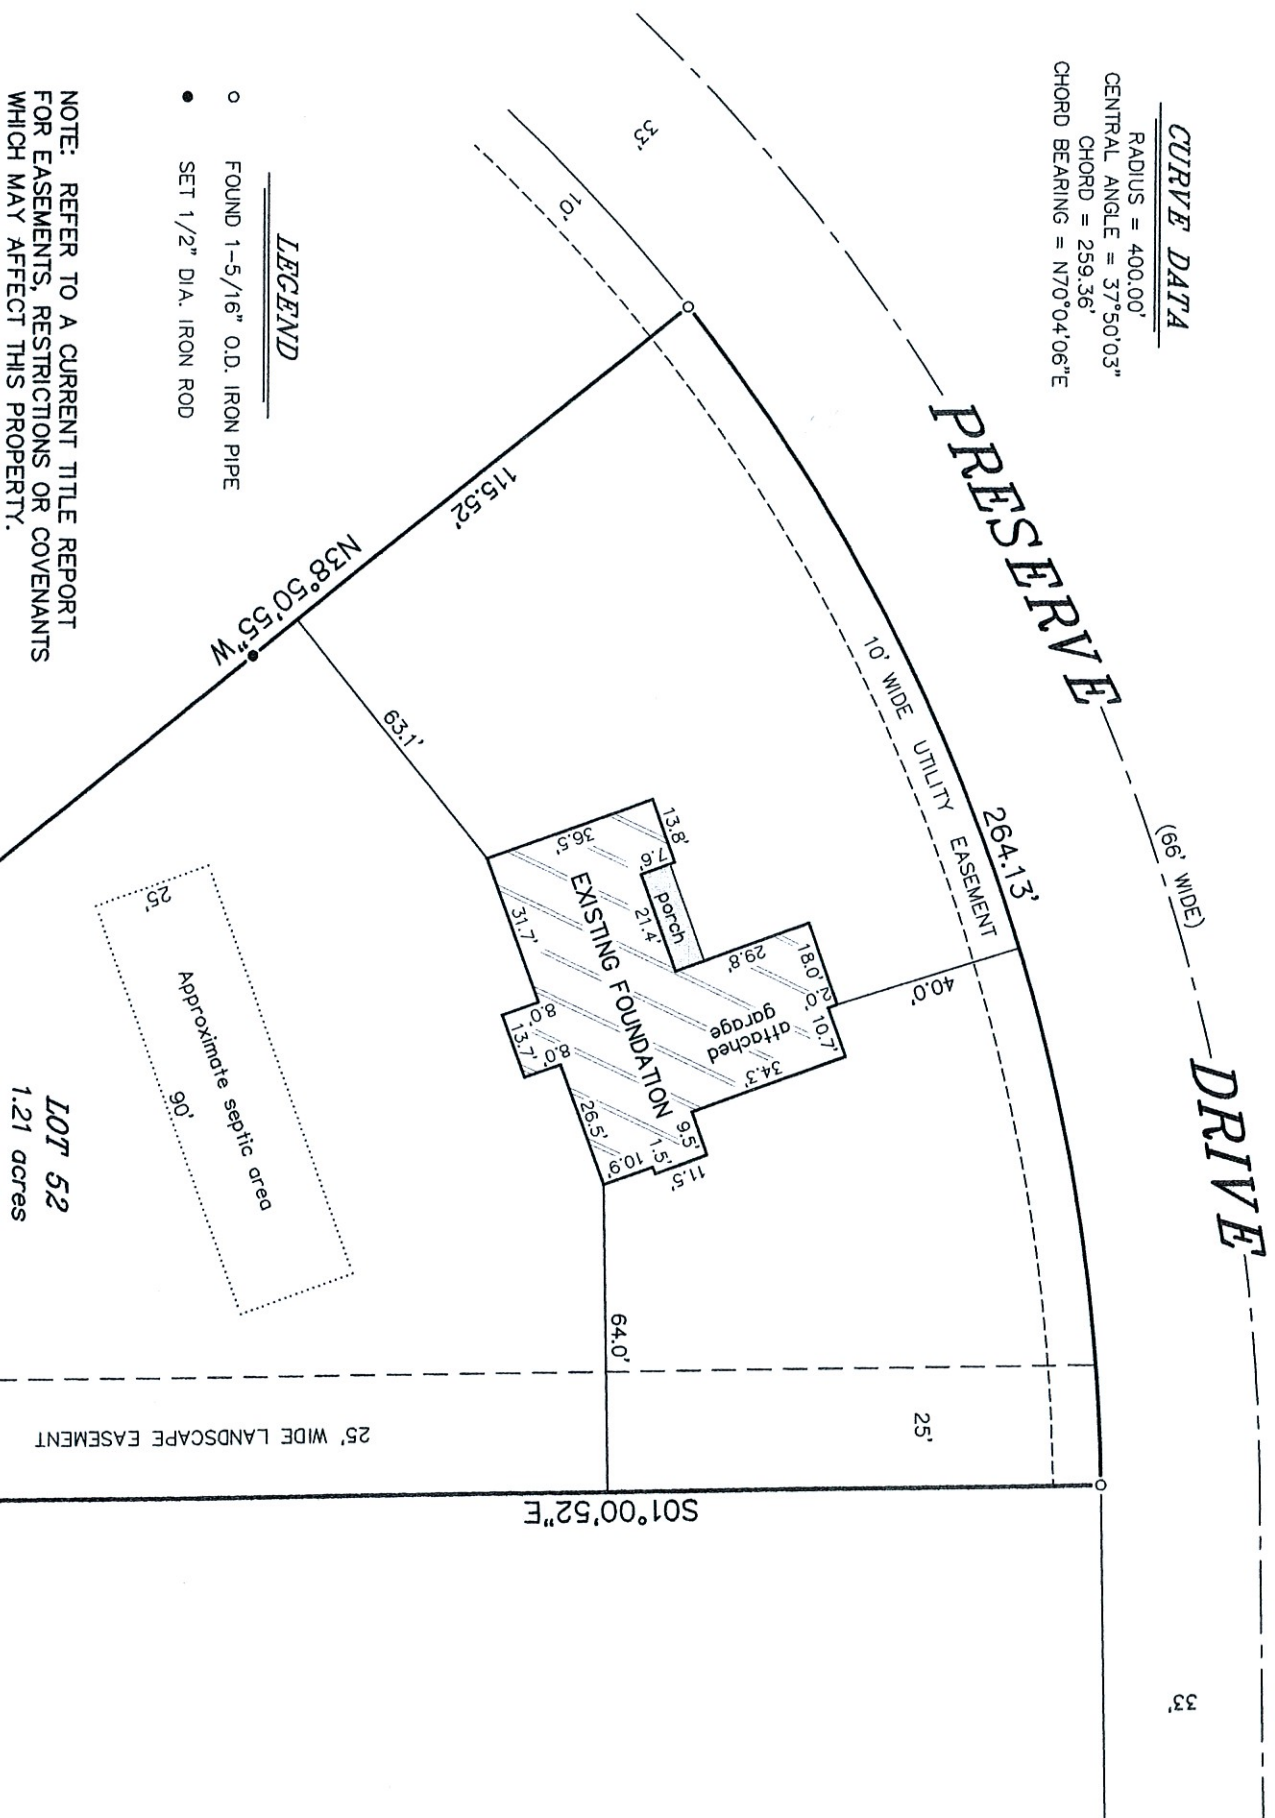 CURVE DATA
RADIUS = 400.00'
CENTRAL ANGLE = 37°50'03"
CHORD = 259.36'
CHORD BEARING = N70°04'06"E
PRESERVE DRIVE
(66' WIDE)
33'
33'
10'
264.13'
10' WIDE UTILITY EASEMENT
LEGEND
FOUND 1-5/16" O.D. IRON PIPE
SET 1/2" DIA. IRON ROD
NOTE: REFER TO A CURRENT TITLE REPORT
FOR EASEMENTS, RESTRICTIONS OR COVENANTS
WHICH MAY AFFECT THIS PROPERTY.
115.52'
N38°50'55"W
63.1'
40.0'
64.0'
13.8'
7.6'
36.5'
porch
21.4'
29.8'
18.0'
2.0'
10.7'
attached
garage
34.3'
EXISTING FOUNDATION
31.7'
8.0'
13.7'
8.0'
26.5'
10.9'
1.5'
11.5'
9.5'
25'
Approximate septic area
90'
LOT 52
1.21 acres
25'
25' WIDE LANDSCAPE EASEMENT
S01°00'52"E